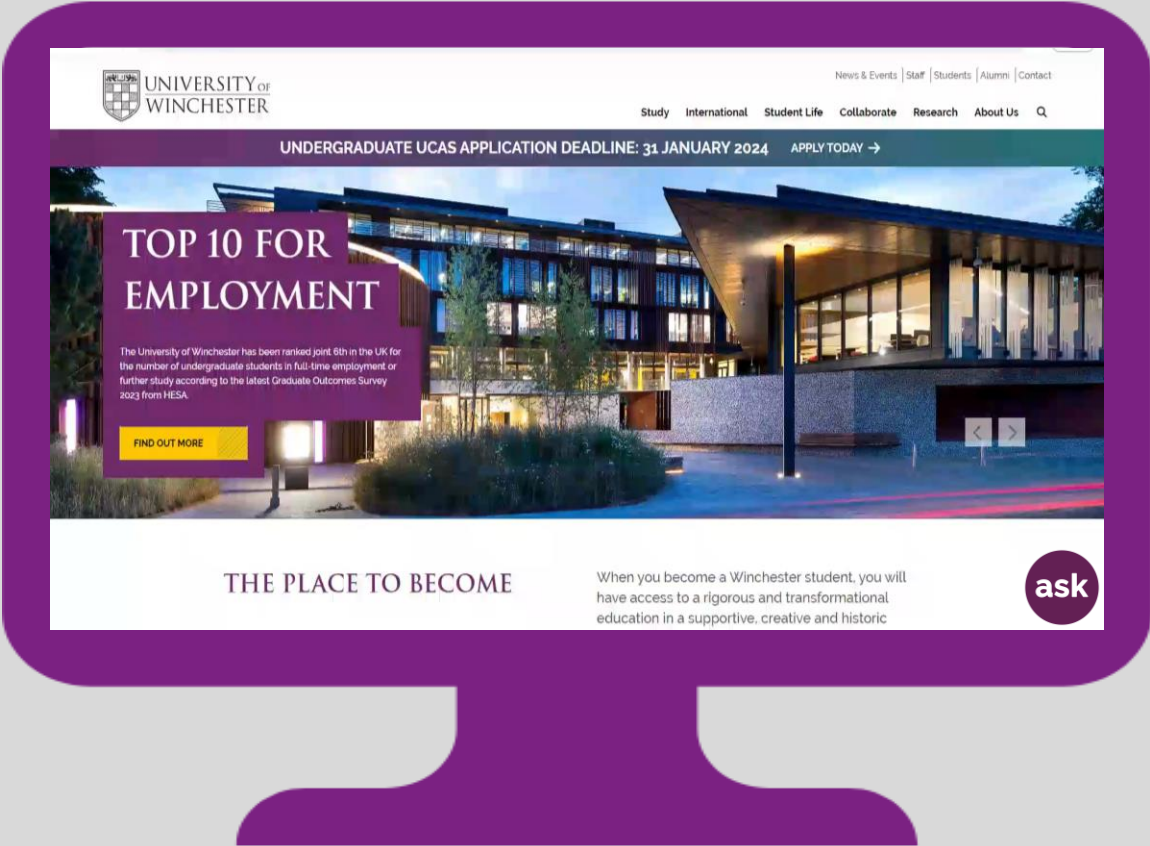 UNIVERSITY OF
WINCHESTER
News & Events Staff Students Alumni Contact
Study International Student Life Collaborate Research About Us
UNDERGRADUATE UCAS APPLICATION DEADLINE: 31 JANUARY 2024 APPLY TODAY →
TOP 10 FOR
EMPLOYMENT
The University of Winchester has been ranked joint 6th in the UK for
the number of undergraduate students in full-time employment or
further study according to the latest Graduate Outcomes Survey
2023 from HESA.
FIND OUT MORE
THE PLACE TO BECOME
When you become a Winchester student, you will
have access to a rigorous and transformational
education in a supportive, creative and historic
ask